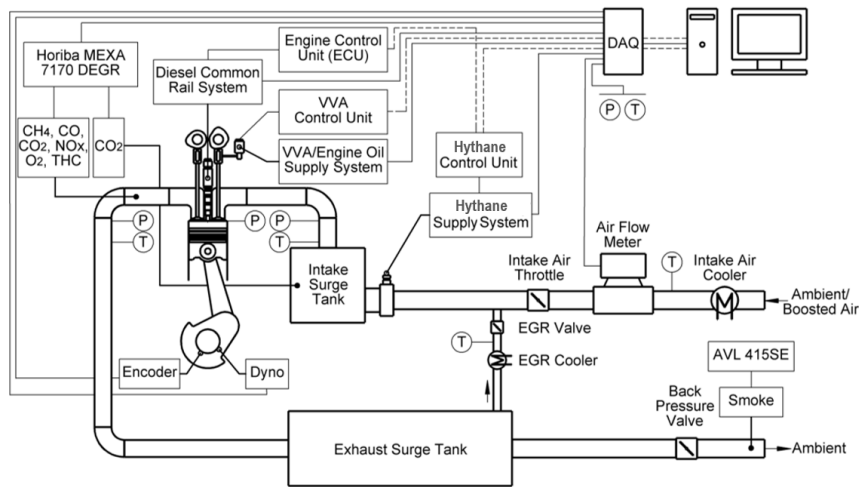 Horiba MEXA
7170 DEGR
Diesel Common
Rail System
Engine Control
Unit (ECU)
DAQ
P T
VVA
Control Unit
CH4, CO,
CO2, NOx,
O2, THC
CO2
VVA/Engine Oil
Supply System
Hythane
Control Unit
Hythane
Supply System
P
T
P P
T
Air Flow
Meter
Intake
Surge
Tank
Intake Air
Throttle
T
Intake Air
Cooler
Ambient/
Boosted Air
EGR Valve
T
EGR Cooler
AVL 415SE
Encoder
Dyno
Back
Pressure
Valve
Smoke
Exhaust Surge Tank
Ambient